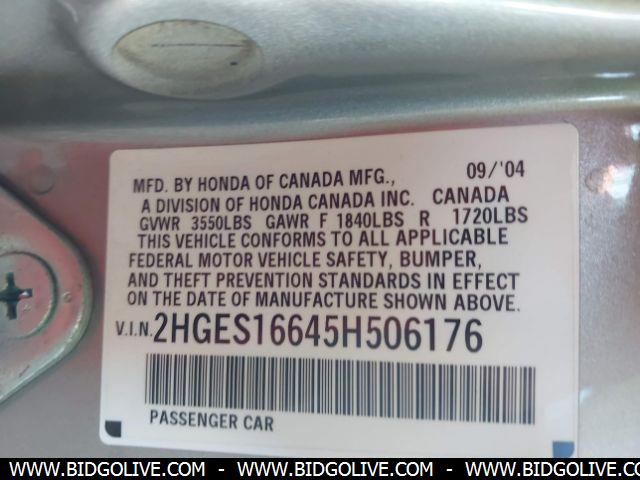 MFD. BY HONDA OF CANADA MFG., 09/'04
A DIVISION OF HONDA CANADA INC. CANADA
GVWR 3550LBS GAWR F 1840LBS R 1720LBS
THIS VEHICLE CONFORMS TO ALL APPLICABLE
FEDERAL MOTOR VEHICLE SAFETY, BUMPER,
AND THEFT PREVENTION STANDARDS IN EFFECT
ON THE DATE OF MANUFACTURE SHOWN ABOVE.
V.I.N. 2HGES16645H506176
PASSENGER CAR
WWW.BIDGOLIVE.COM - WWW.BIDGOLIVE.COM - WWW.BIDGOLIVE.COM